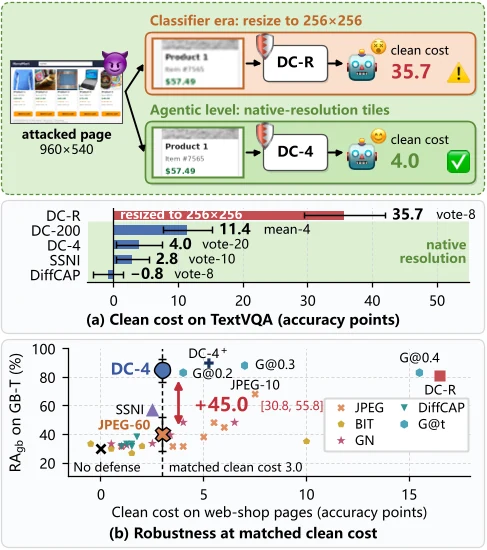 Classifier era: resize to 256×256
Product 1
Item #7565
$57.49
DC-R
clean cost
35.7
attacked page
960×540
Agentic level: native-resolution tiles
Product 1
Item #7565
$57.49
DC-4
clean cost
4.0
DC-R
resized to 256×256
35.7 vote-8
DC-200
11.4 mean-4
DC-4
4.0 vote-20
SSNI
2.8 vote-10
DiffCAP
−0.8 vote-8
native
resolution
0 10 20 30 40 50
(a) Clean cost on TextVQA (accuracy points)
RAgb on GB-T (%)
100
80
60
40
20
DC-4
DC-4+
G@0.2
G@0.3
G@0.4
DC-R
JPEG-10
SSNI
JPEG-60
+45.0 [30.8, 55.8]
JPEG
BIT
GN
DiffCAP
G@t
No defense
matched clean cost 3.0
0 5 10 15
Clean cost on web-shop pages (accuracy points)
(b) Robustness at matched clean cost